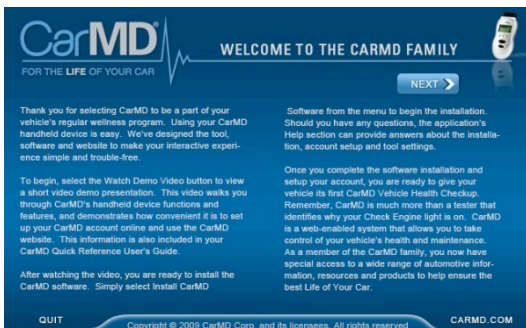 CarMD®
FOR THE LIFE OF YOUR CAR
WELCOME TO THE CARMD FAMILY
NEXT
Thank you for selecting CarMD to be a part of your
vehicle's regular wellness program. Using your CarMD
handheld device is easy. We've designed the tool,
software and website to make your interactive experi-
ence simple and trouble-free.
To begin, select the Watch Demo Video button to view
a short video demo presentation. This video walks you
through CarMD's handheld device functions and
features, and demonstrates how convenient it is to set
up your CarMD account online and use the CarMD
website. This information is also included in your
CarMD Quick Reference User's Guide.
After watching the video, you are ready to install the
CarMD software. Simply select Install CarMD
Software from the menu to begin the installation.
Should you have any questions, the application's
Help section can provide answers about the installa-
tion, account setup and tool settings.
Once you complete the software installation and
setup your account, you are ready to give your
vehicle its first CarMD Vehicle Health Checkup.
Remember, CarMD is much more than a tester that
identifies why your Check Engine light is on. CarMD
is a web-enabled system that allows you to take
control of your vehicle's health and maintenance.
As a member of the CarMD family, you now have
special access to a wide range of automotive infor-
mation, resources and products to help ensure the
best Life of Your Car.
QUIT
Copyright © 2009 CarMD Corp. and its licensees. All rights reserved
CARMD.COM